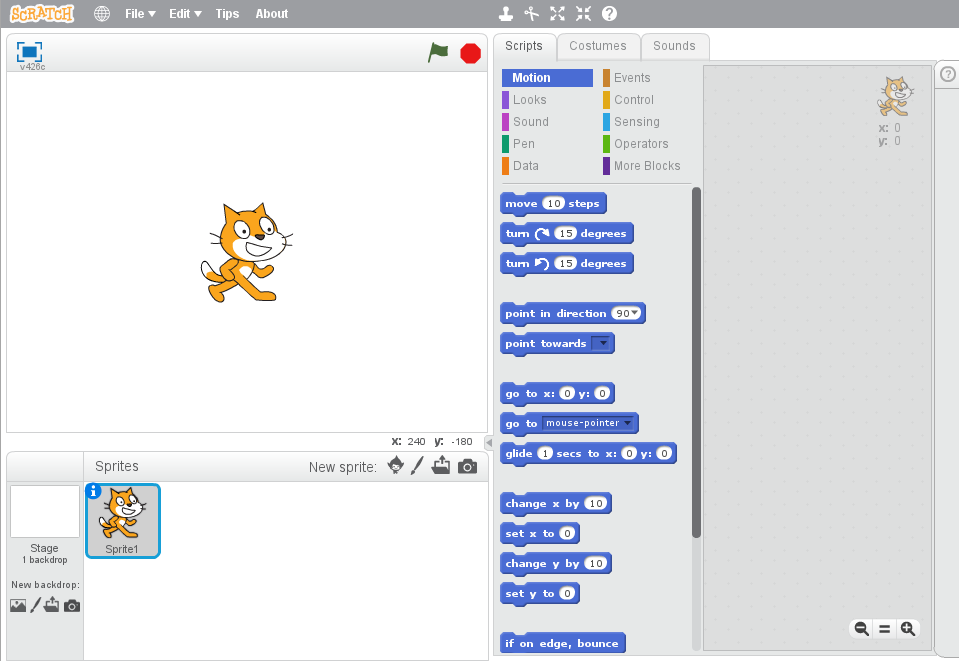 SCRATCH File Edit Tips About
v426c
Scripts Costumes Sounds
Motion Events
Looks Control
Sound Sensing
Pen Operators
Data More Blocks
move 10 steps
turn 15 degrees
turn 15 degrees
point in direction 90
point towards
go to x: 0 y: 0
go to mouse-pointer
glide 1 secs to x: 0 y: 0
change x by 10
set x to 0
change y by 10
set y to 0
if on edge, bounce
x: 0
y: 0
x: 240 y: -180
Sprites New sprite:
Stage
1 backdrop
New backdrop:
Sprite1